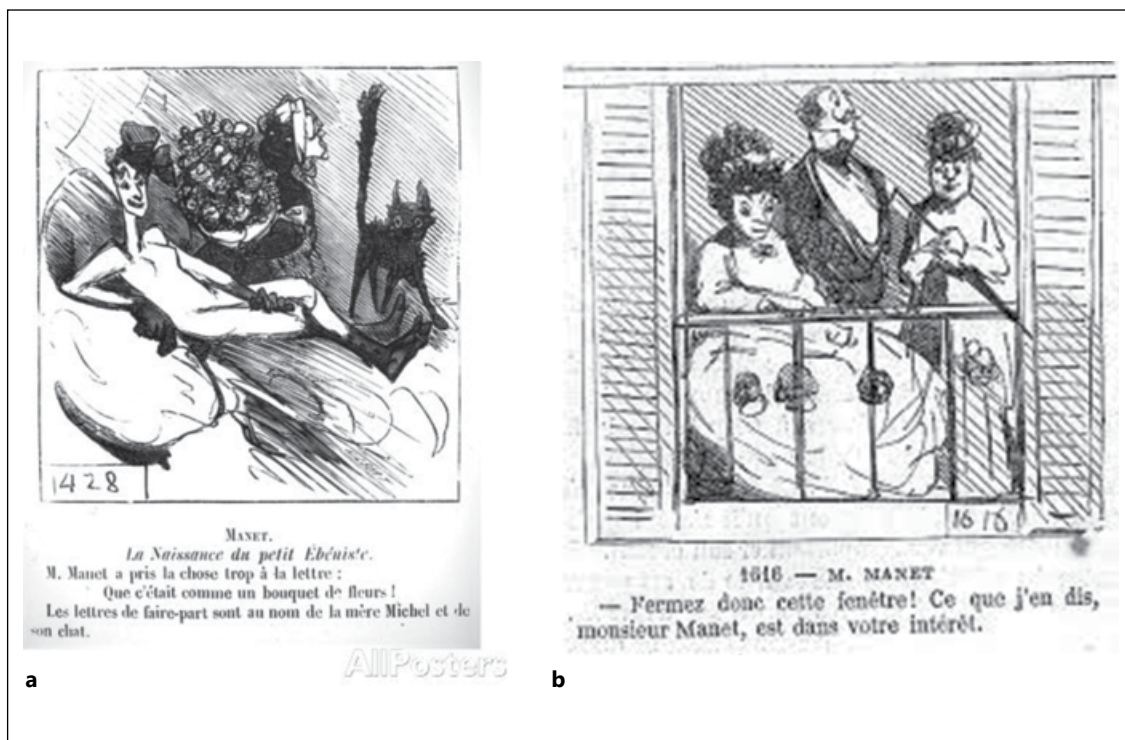 1428
MANET.
La Naissance du petit Ébéniste.
M. Manet a pris la chose trop à la lettre :
Que c'était comme un bouquet de fleurs !
Les lettres de faire-part sont au nom de la mère Michel et de
son chat.
AllPosters
a
1616
1616 — M. MANET
— Fermez donc cette fenêtre! Ce que j'en dis,
monsieur Manet, est dans votre intérêt.
b